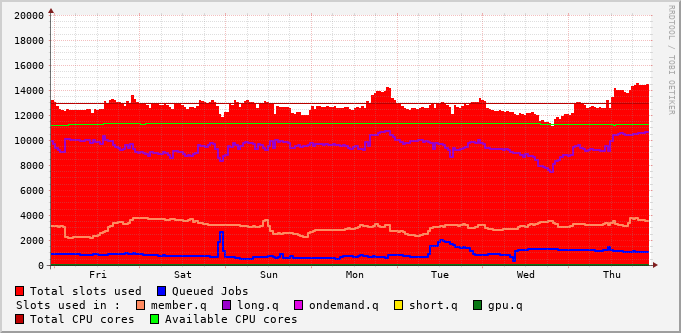 20000
18000
16000
14000
12000
10000
8000
6000
4000
2000
0
Fri Sat Sun Mon Tue Wed Thu
RRDTOOL / TOBI OETIKER
Total slots used Queued Jobs
Slots used in : member.q long.q ondemand.q short.q gpu.q
Total CPU cores Available CPU cores